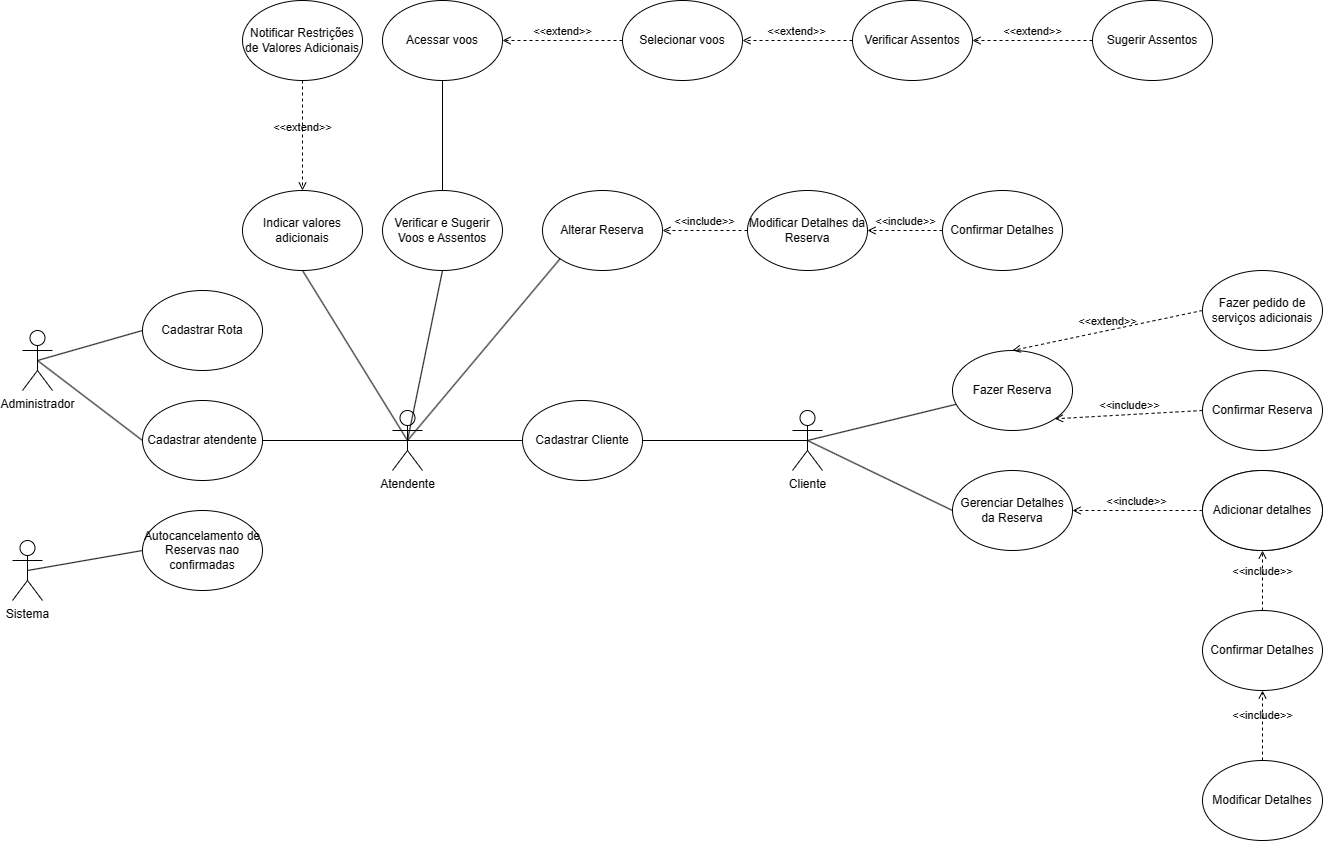 Notificar Restrições
de Valores Adicionais
Acessar voos
<<extend>>
Selecionar voos
<<extend>>
Verificar Assentos
<<extend>>
Sugerir Assentos
<<extend>>
Indicar valores
adicionais
Verificar e Sugerir
Voos e Assentos
Alterar Reserva
<<include>>
Modificar Detalhes da
Reserva
<<include>>
Confirmar Detalhes
Cadastrar Rota
Administrador
Cadastrar atendente
Atendente
Cadastrar Cliente
Cliente
<<extend>>
Fazer pedido de
serviços adicionais
Fazer Reserva
<<include>>
Confirmar Reserva
Gerenciar Detalhes
da Reserva
<<include>>
Adicionar detalhes
Autocancelamento de
Reservas nao
confirmadas
Sistema
<<include>>
Confirmar Detalhes
<<include>>
Modificar Detalhes